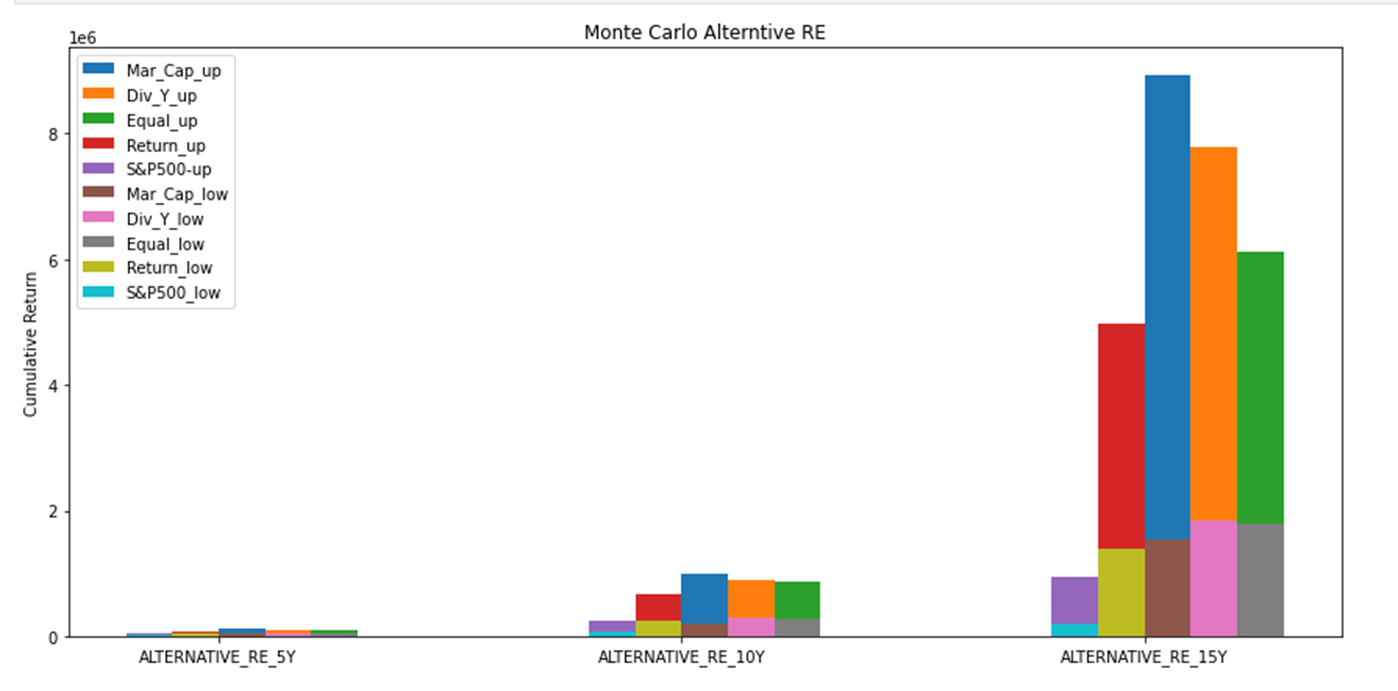 Monte Carlo Alterntive RE
1e6
Mar_Cap_up
Div_Y_up
Equal_up
Return_up
S&P500-up
Mar_Cap_low
Div_Y_low
Equal_low
Return_low
S&P500_low
Cumulative Return
8
6
4
2
0
ALTERNATIVE_RE_5Y
ALTERNATIVE_RE_10Y
ALTERNATIVE_RE_15Y